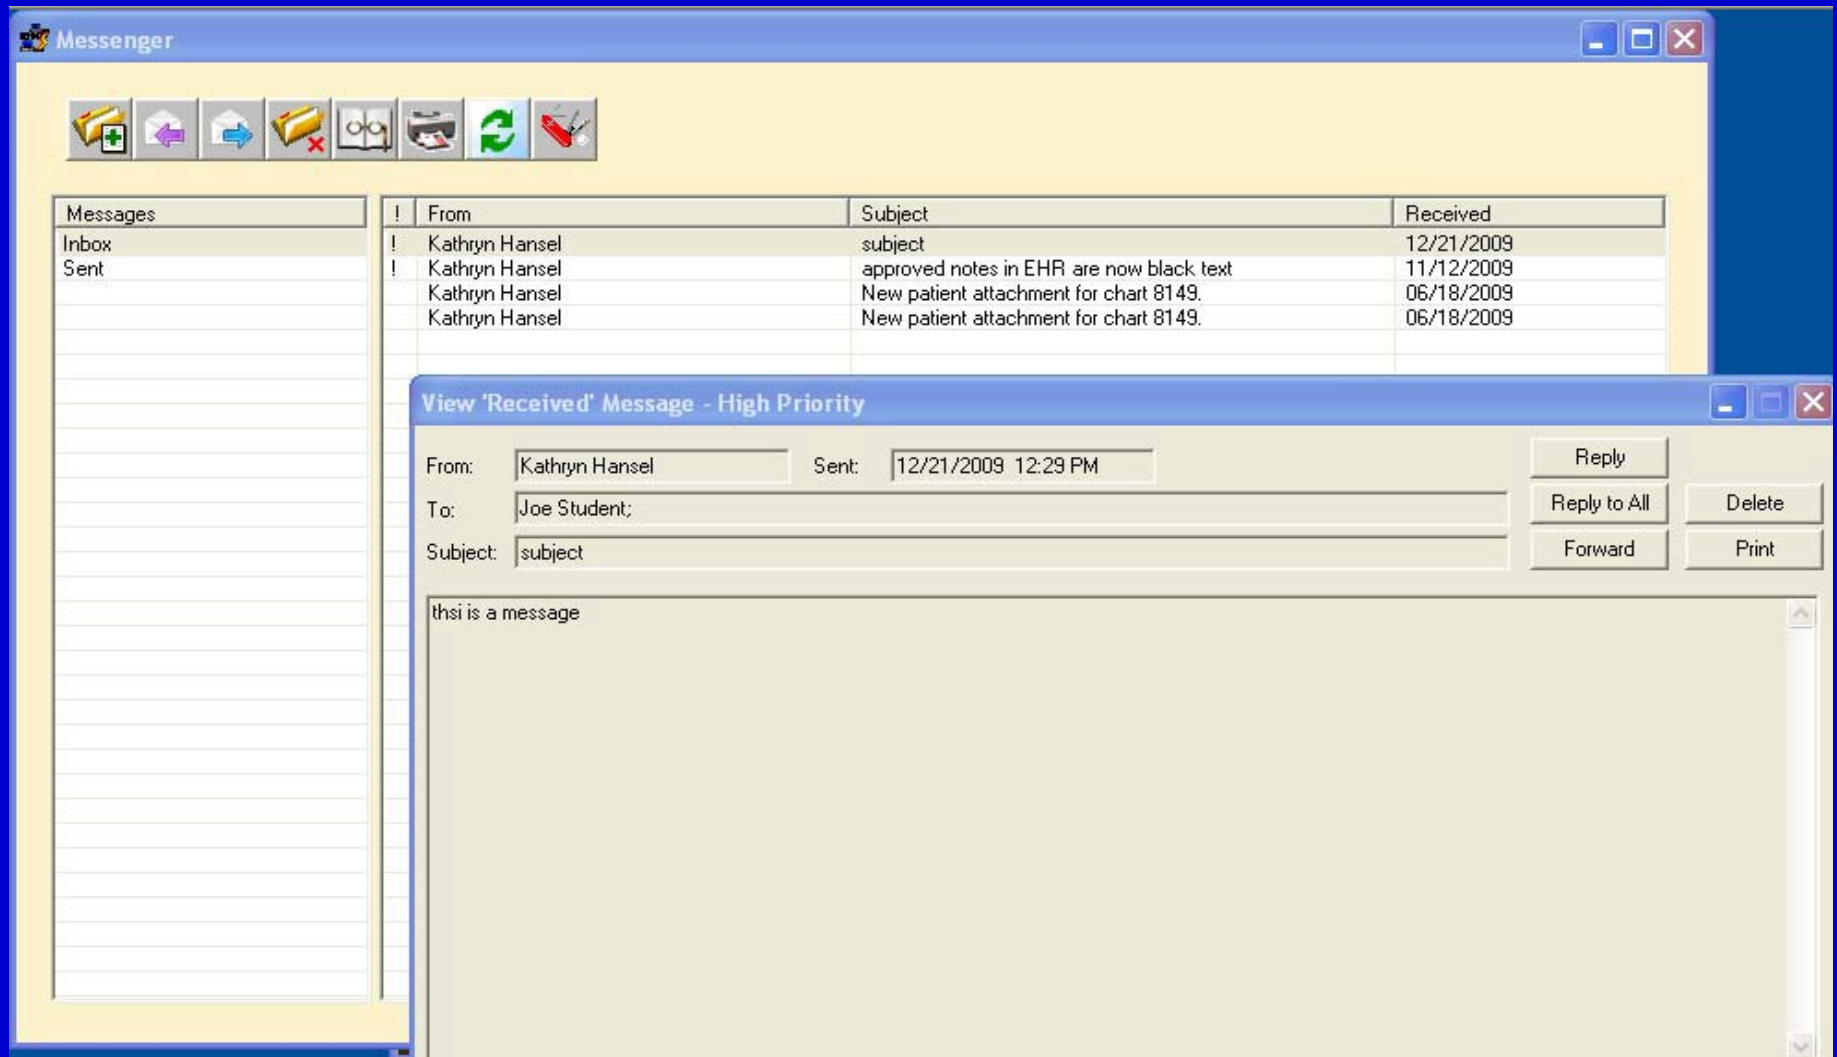 Messenger
Messages ! From Subject Received
Inbox ! Kathryn Hansel subject 12/21/2009
Sent ! Kathryn Hansel approved notes in EHR are now black text 11/12/2009
Kathryn Hansel New patient attachment for chart 8149. 06/18/2009
Kathryn Hansel New patient attachment for chart 8149. 06/18/2009
View 'Received' Message - High Priority
From: Kathryn Hansel Sent: 12/21/2009 12:29 PM Reply
To: Joe Student; Reply to All Delete
Subject: subject Forward Print
thsi is a message